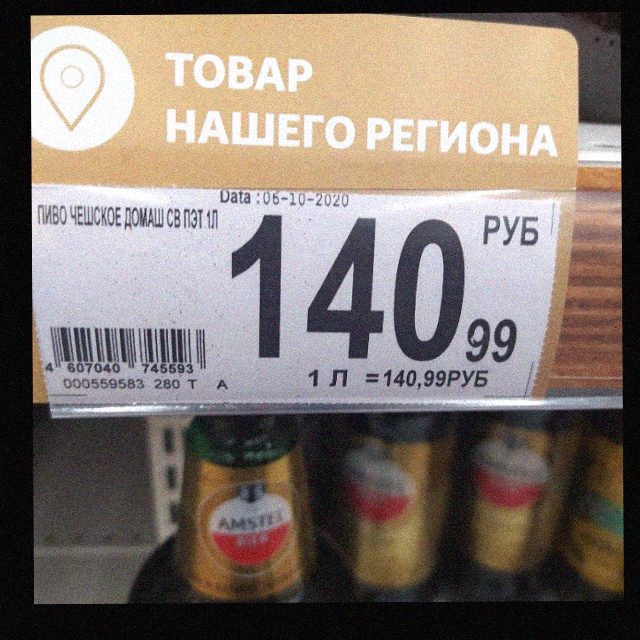 ТОВАР
НАШЕГО РЕГИОНА
Data :06-10-2020
ПИВО ЧЕШСКОЕ ДОМАШ СВ ПЭТ 1Л
140 99 РУБ
4 607040 745593
000559583 280 Т А
1 Л =140,99РУБ
AMSTEL